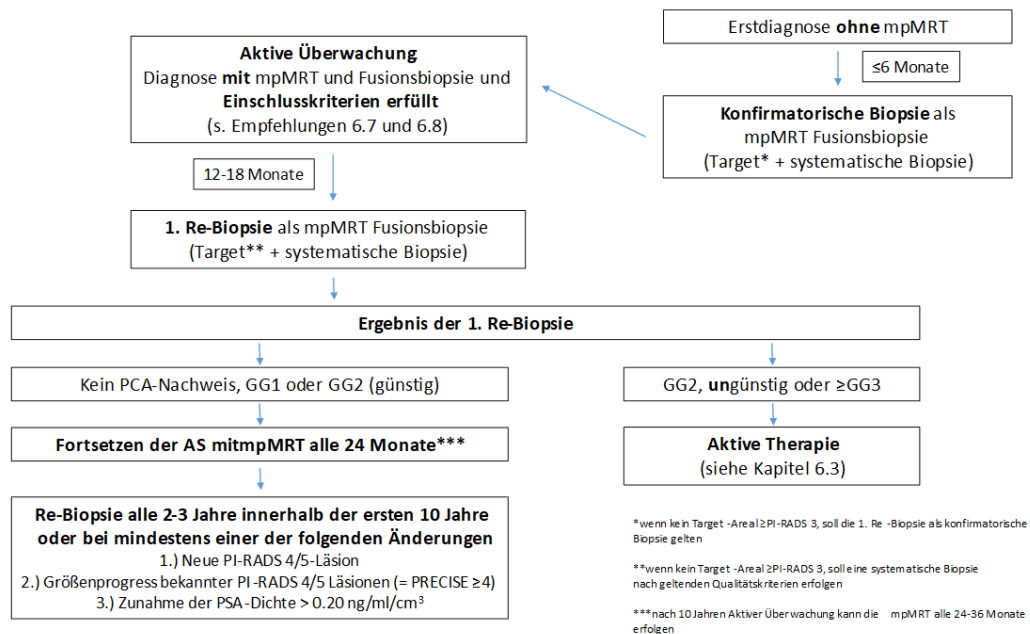 Erstdiagnose ohne mpMRT
≤6 Monate
Konfirmatorische Biopsie als
mpMRT Fusionsbiopsie
(Target* + systematische Biopsie)
Aktive Überwachung
Diagnose mit mpMRT und Fusionsbiopsie und
Einschlusskriterien erfüllt
(s. Empfehlungen 6.7 und 6.8)
12-18 Monate
1. Re-Biopsie als mpMRT Fusionsbiopsie
(Target** + systematische Biopsie)
Ergebnis der 1. Re-Biopsie
Kein PCA-Nachweis, GG1 oder GG2 (günstig)
Fortsetzen der AS mitmpMRT alle 24 Monate***
Re-Biopsie alle 2-3 Jahre innerhalb der ersten 10 Jahre
oder bei mindestens einer der folgenden Änderungen
1.) Neue PI-RADS 4/5-Läsion
2.) Größenprogress bekannter PI-RADS 4/5 Läsionen (= PRECISE ≥4)
3.) Zunahme der PSA-Dichte > 0.20 ng/ml/cm³
GG2, ungünstig oder ≥GG3
Aktive Therapie
(siehe Kapitel 6.3)
*wenn kein Target -Areal ≥PI-RADS 3, soll die 1. Re -Biopsie als konfirmatorische
Biopsie gelten
**wenn kein Target -Areal ≥PI-RADS 3, soll eine systematische Biopsie
nach geltenden Qualitätskriterien erfolgen
***nach 10 Jahren Aktiver Überwachung kann die mpMRT alle 24-36 Monate
erfolgen